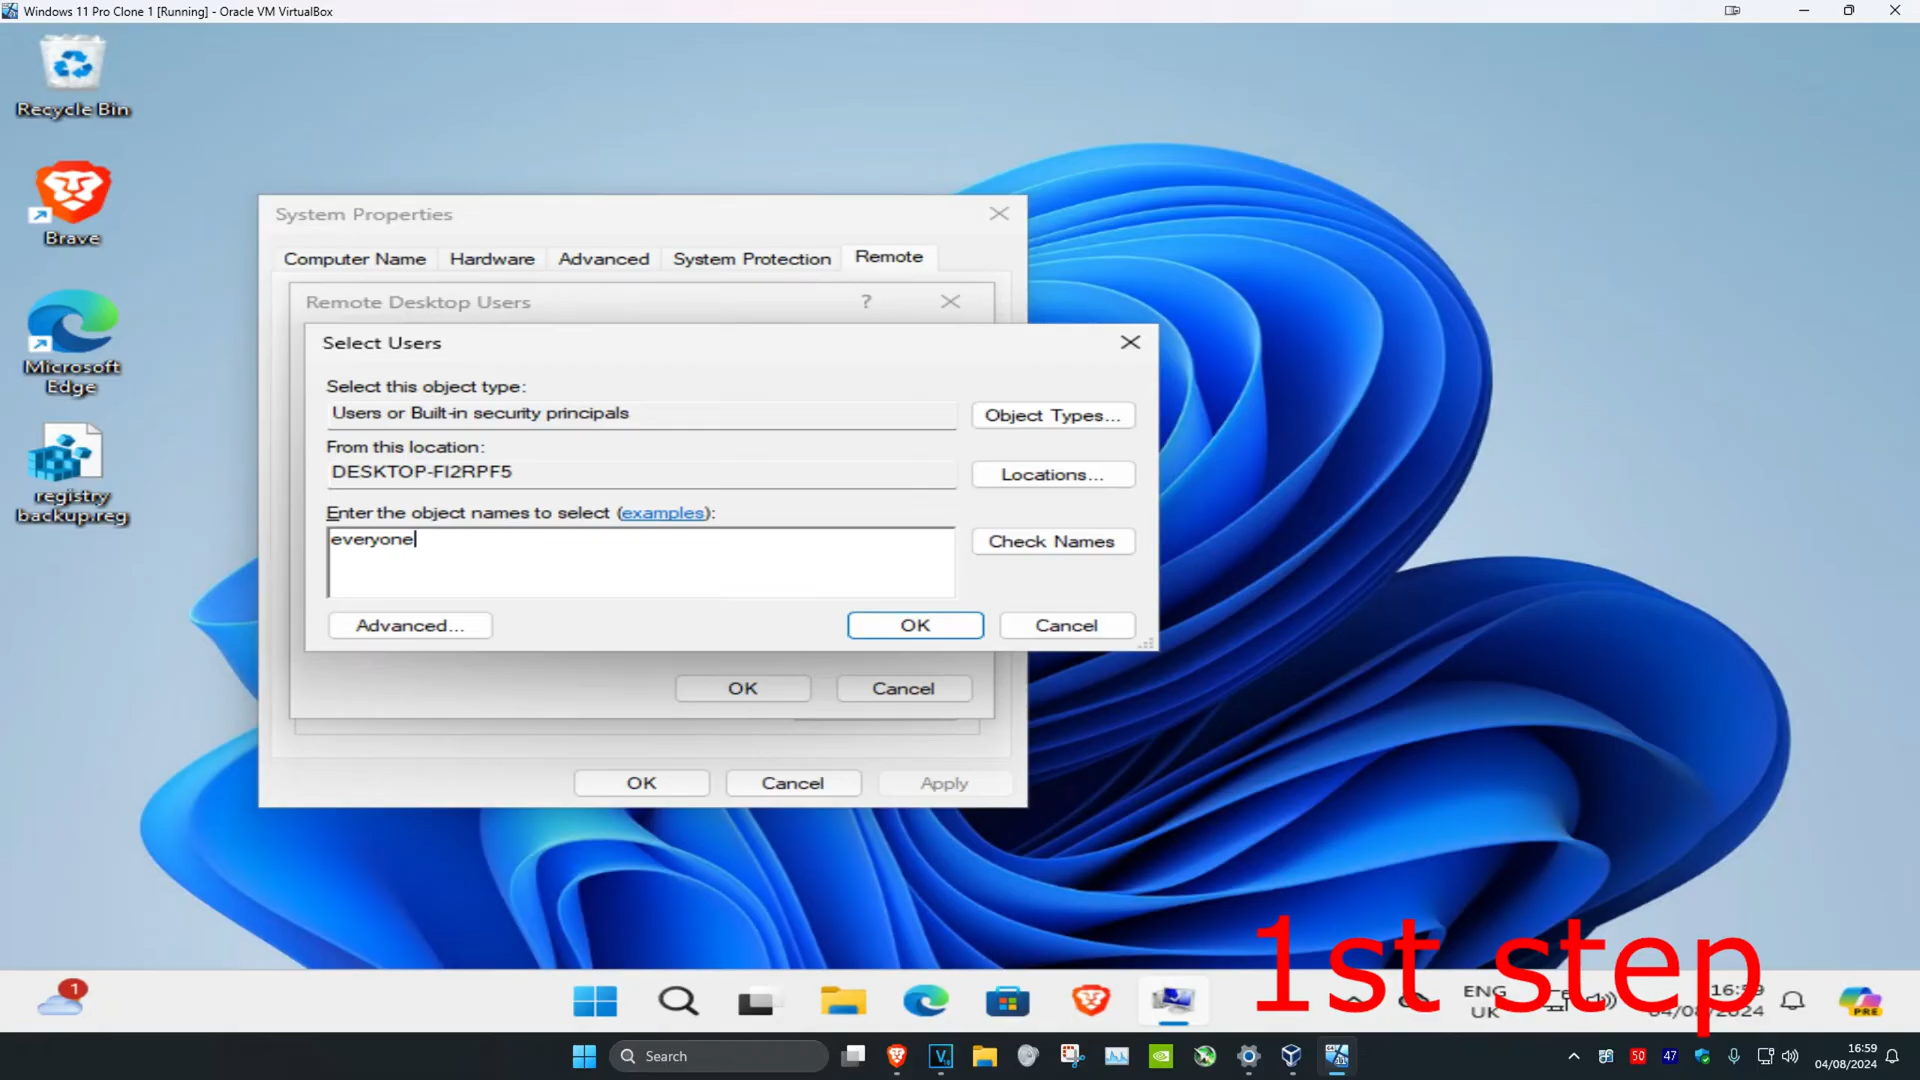 Windows 11 Pro Clone 1 [Running] - Oracle VM VirtualBox
Recycle Bin
Brave
Microsoft
Edge
registry
backup.reg
System Properties
Computer Name
Hardware
Advanced
System Protection
Remote
Remote Desktop Users
?
Select Users
Select this object type:
Users or Built-in security principals
Object Types...
From this location:
DESKTOP-FI2RPF5
Locations...
Enter the object names to select (examples):
everyone
Check Names
Advanced...
OK
Cancel
OK
Cancel
OK
Cancel
Apply
1st step
1
ENG
UK
16:59
04/08/2024
PRE
Search
V
50
47
16:59
04/08/2024